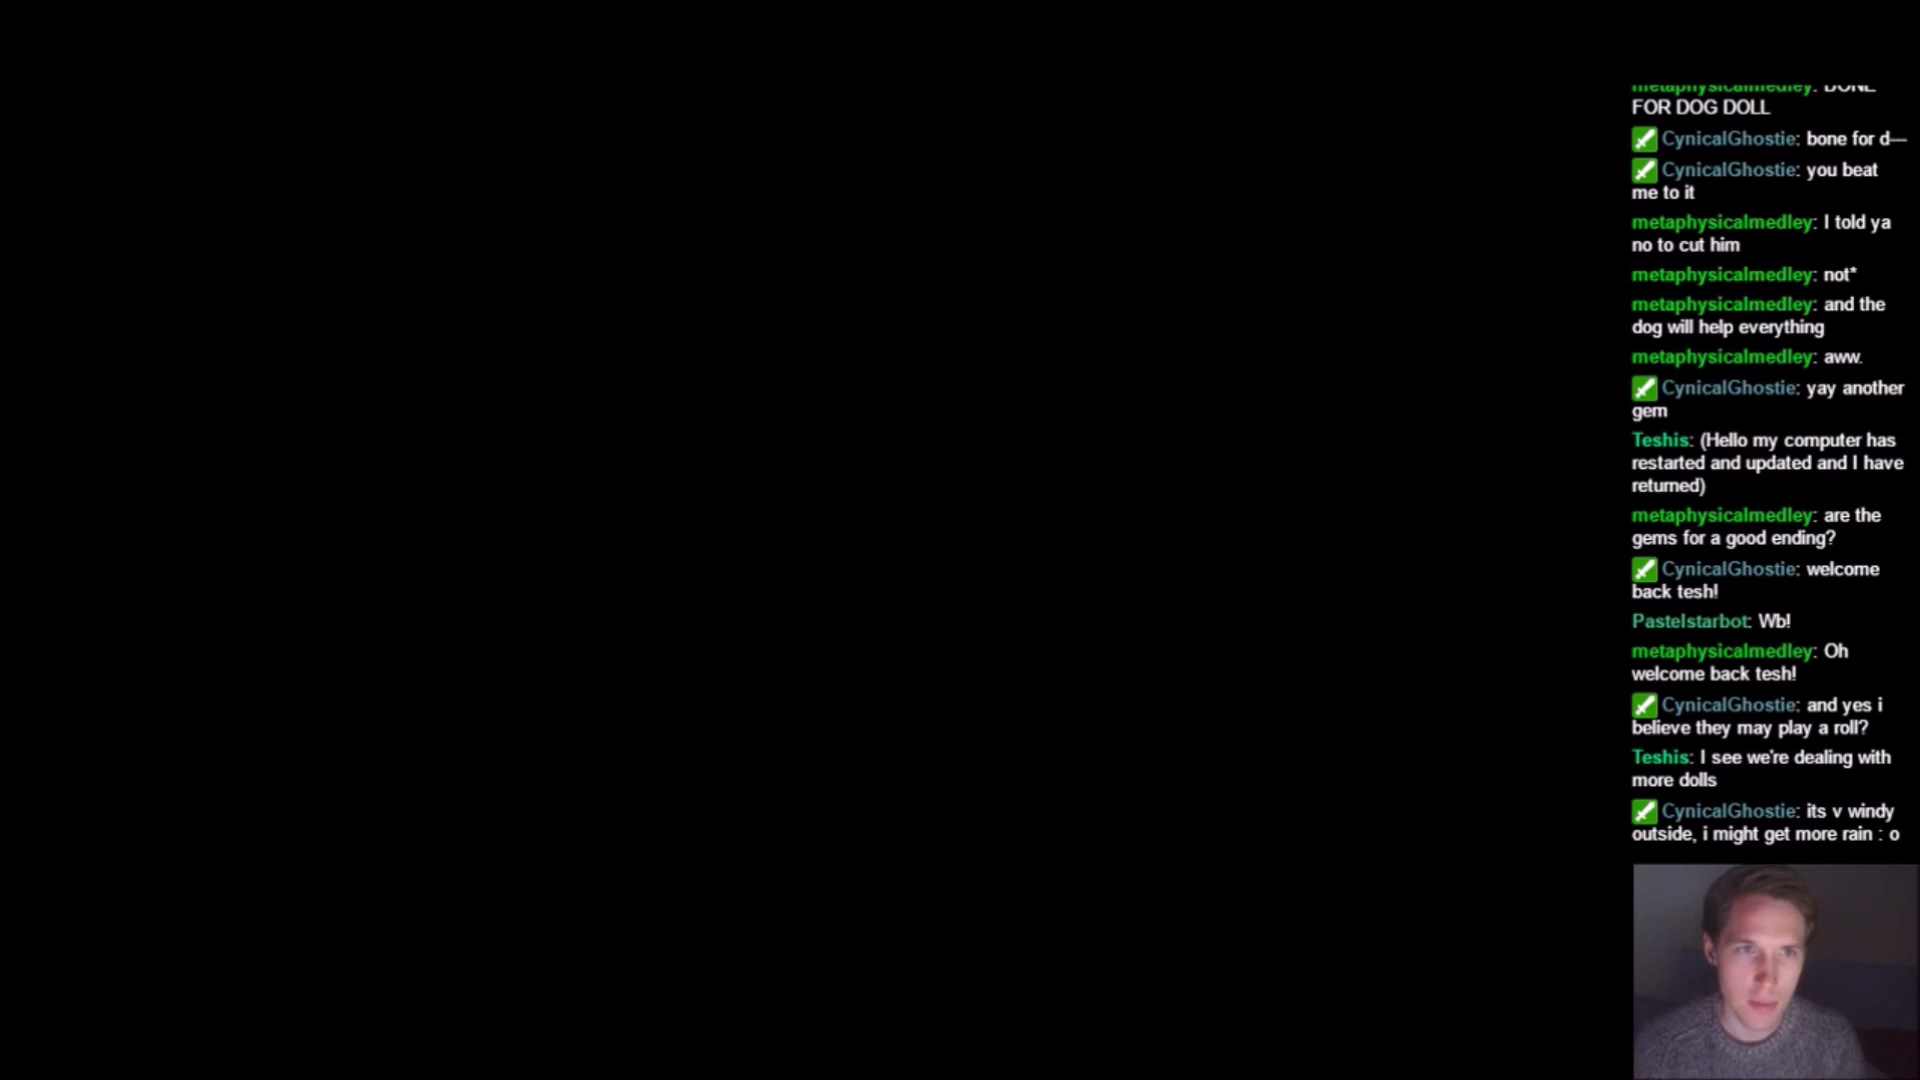 metaphysicalmedley: BONE
FOR DOG DOLL
CynicalGhostie: bone for d—
CynicalGhostie: you beat
me to it
metaphysicalmedley: I told ya
no to cut him
metaphysicalmedley: not*
metaphysicalmedley: and the
dog will help everything
metaphysicalmedley: aww.
CynicalGhostie: yay another
gem
Teshis: (Hello my computer has
restarted and updated and I have
returned)
metaphysicalmedley: are the
gems for a good ending?
CynicalGhostie: welcome
back tesh!
Pastelstarbot: Wb!
metaphysicalmedley: Oh
welcome back tesh!
CynicalGhostie: and yes i
believe they may play a roll?
Teshis: I see we're dealing with
more dolls
CynicalGhostie: its v windy
outside, i might get more rain : o